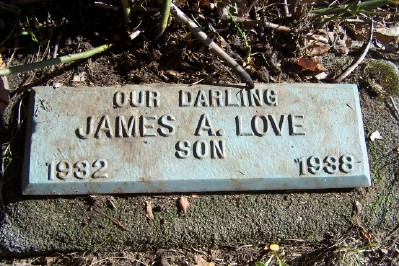 OUR DARLING
JAMES A. LOVE
SON
1932 1938